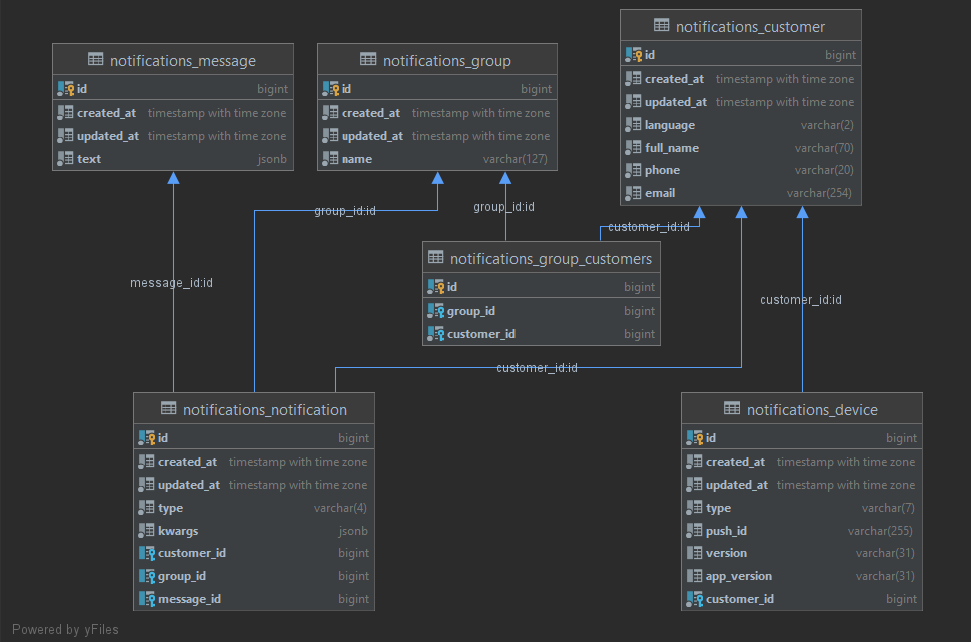 notifications_message
id bigint
created_at timestamp with time zone
updated_at timestamp with time zone
text jsonb
notifications_group
id bigint
created_at timestamp with time zone
updated_at timestamp with time zone
name varchar(127)
notifications_customer
id bigint
created_at timestamp with time zone
updated_at timestamp with time zone
language varchar(2)
full_name varchar(70)
phone varchar(20)
email varchar(254)
group_id:id
group_id:id
customer_id:id
notifications_group_customers
id bigint
group_id bigint
customer_id bigint
message_id:id
customer_id:id
customer_id:id
notifications_notification
id bigint
created_at timestamp with time zone
updated_at timestamp with time zone
type varchar(4)
kwargs jsonb
customer_id bigint
group_id bigint
message_id bigint
notifications_device
id bigint
created_at timestamp with time zone
updated_at timestamp with time zone
type varchar(7)
push_id varchar(255)
version varchar(31)
app_version varchar(31)
customer_id bigint
Powered by yFiles